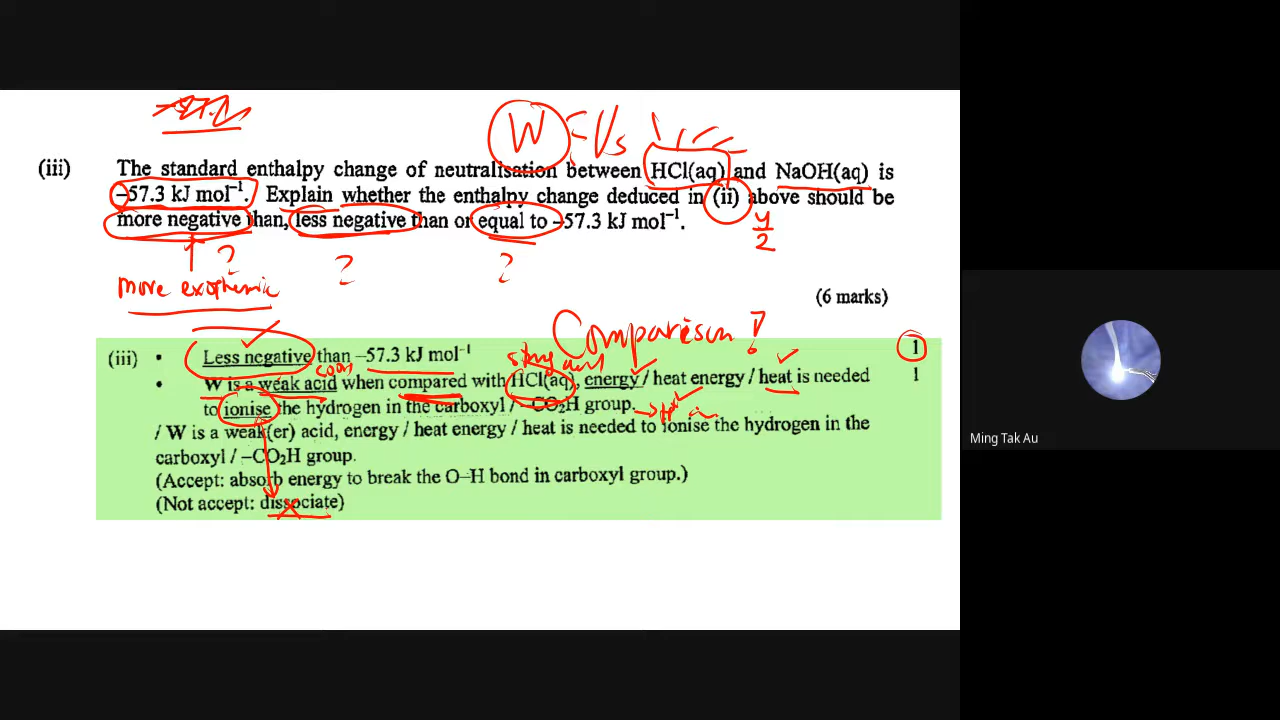 W Vs
(iii) The standard enthalpy change of neutralisation between HCl(aq) and NaOH(aq) is
–57.3 kJ mol⁻¹. Explain whether the enthalpy change deduced in (ii) above should be
more negative than, less negative than or equal to –57.3 kJ mol⁻¹.
y
2
? ? ?
more exothermic
(6 marks)
Comparison!
(iii) • Less negative than –57.3 kJ mol⁻¹ 1
strong acid
COOH
• W is a weak acid when compared with HCl(aq), energy / heat energy / heat is needed 1
to ionise the hydrogen in the carboxyl / –CO₂H group.
/ W is a weak(er) acid, energy / heat energy / heat is needed to ionise the hydrogen in the
carboxyl / –CO₂H group.
(Accept: absorb energy to break the O–H bond in carboxyl group.)
(Not accept: dissociate)
Ming Tak Au